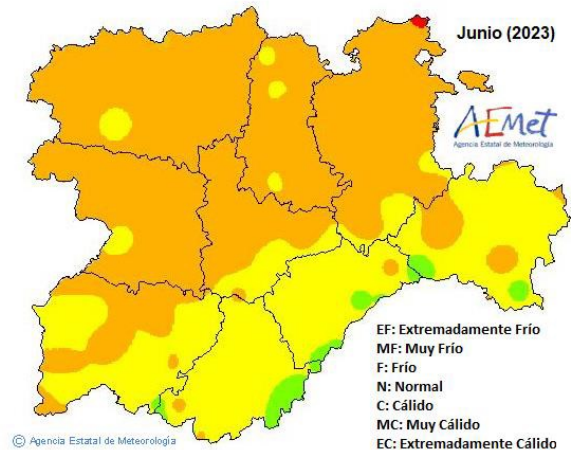 Junio (2023)
AEMet
Agencia Estatal de Meteorología
EF: Extremadamente Frío
MF: Muy Frío
F: Frío
N: Normal
C: Cálido
MC: Muy Cálido
EC: Extremadamente Cálido
© Agencia Estatal de Meteorología